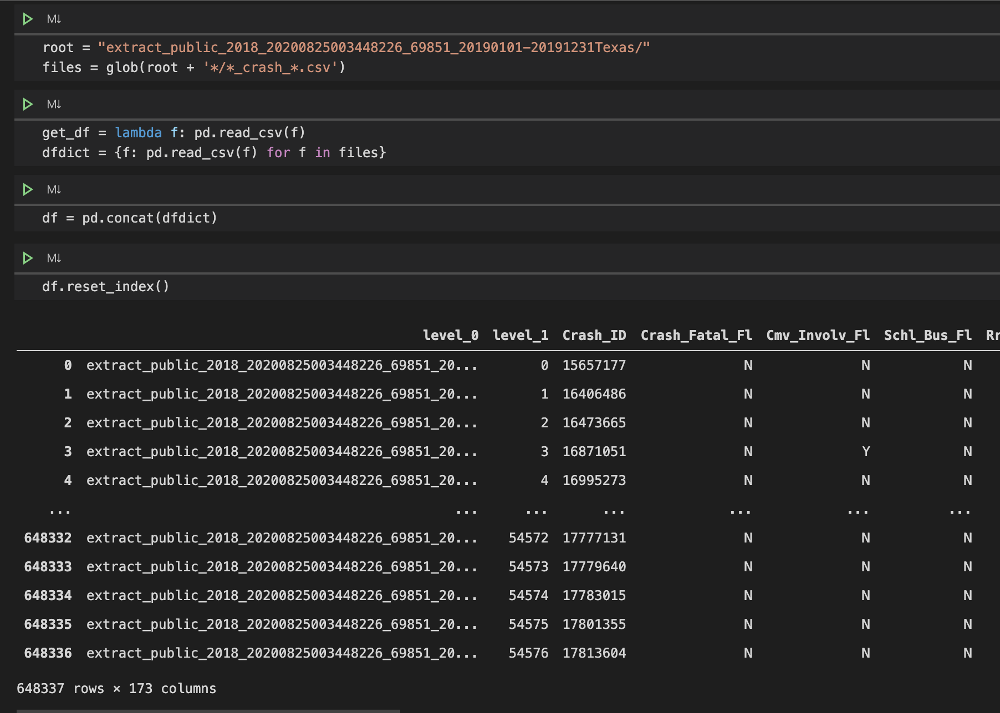 M↓
root = "extract_public_2018_20200825003448226_69851_20190101-20191231Texas/"
files = glob(root + '*/*_crash_*.csv')
M↓
get_df = lambda f: pd.read_csv(f)
dfdict = {f: pd.read_csv(f) for f in files}
M↓
df = pd.concat(dfdict)
M↓
df.reset_index()
level_0 level_1 Crash_ID Crash_Fatal_Fl Cmv_Involv_Fl Schl_Bus_Fl Rr
0 extract_public_2018_20200825003448226_69851_20... 0 15657177 N N N
1 extract_public_2018_20200825003448226_69851_20... 1 16406486 N N N
2 extract_public_2018_20200825003448226_69851_20... 2 16473665 N N N
3 extract_public_2018_20200825003448226_69851_20... 3 16871051 N Y N
4 extract_public_2018_20200825003448226_69851_20... 4 16995273 N N N
... ... ... ... ... ... ...
648332 extract_public_2018_20200825003448226_69851_20... 54572 17777131 N N N
648333 extract_public_2018_20200825003448226_69851_20... 54573 17779640 N N N
648334 extract_public_2018_20200825003448226_69851_20... 54574 17783015 N N N
648335 extract_public_2018_20200825003448226_69851_20... 54575 17801355 N N N
648336 extract_public_2018_20200825003448226_69851_20... 54576 17813604 N N N
648337 rows × 173 columns